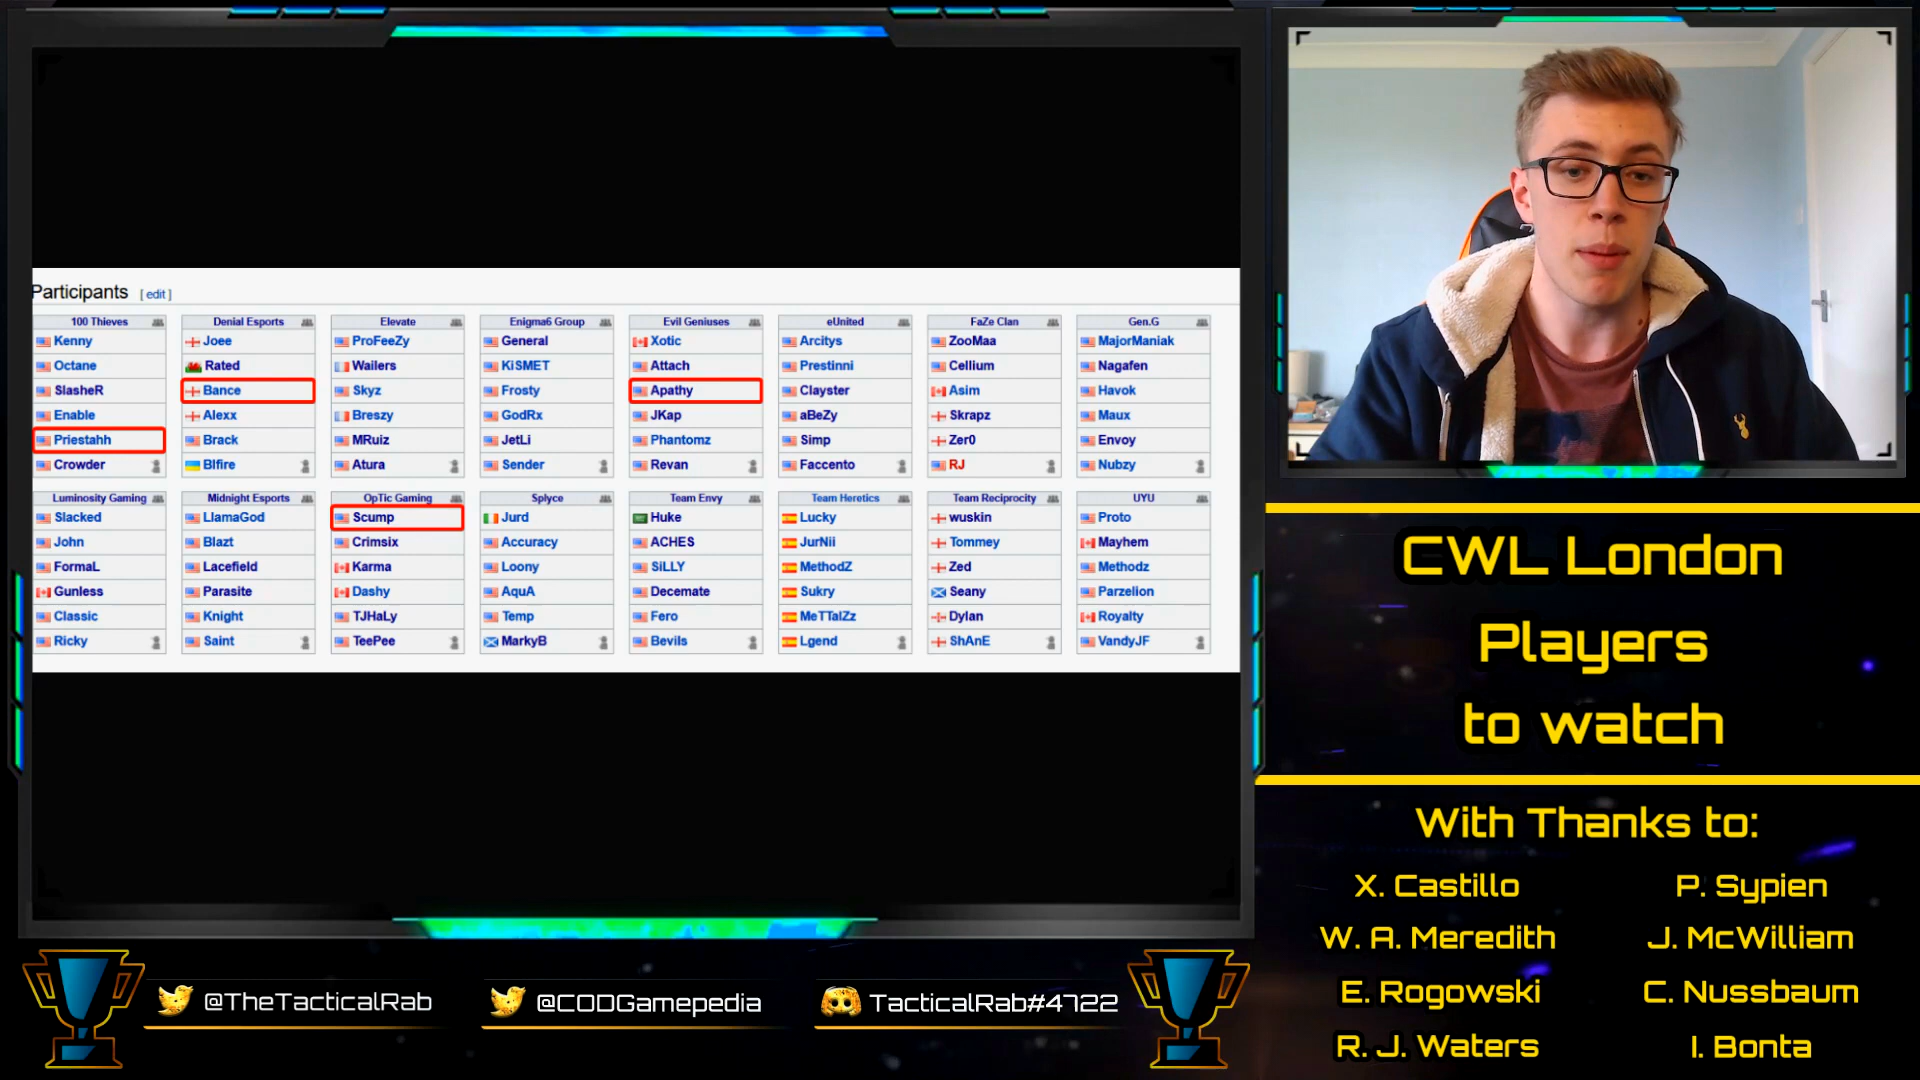 Participants [ edit ]
100 Thieves
Kenny
Octane
SlasheR
Enable
Priestahh
Crowder
Denial Esports
Joee
Rated
Bance
Alexx
Brack
Blfire
Elevate
ProFeeZy
Wailers
Skyz
Breszy
MRuiz
Atura
Enigma6 Group
General
KiSMET
Frosty
GodRx
JetLi
Sender
Evil Geniuses
Xotic
Attach
Apathy
JKap
Phantomz
Revan
eUnited
Arcitys
Prestinni
Clayster
aBeZy
Simp
Faccento
FaZe Clan
ZooMaa
Cellium
Asim
Skrapz
Zer0
RJ
Gen.G
MajorManiak
Nagafen
Havok
Maux
Envoy
Nubzy
Luminosity Gaming
Slacked
John
FormaL
Gunless
Classic
Ricky
Midnight Esports
LlamaGod
Blazt
Lacefield
Parasite
Knight
Saint
OpTic Gaming
Scump
Crimsix
Karma
Dashy
TJHaLy
TeePee
Splyce
Jurd
Accuracy
Loony
AquA
Temp
MarkyB
Team Envy
Huke
ACHES
SiLLY
Decemate
Fero
Bevils
Team Heretics
Lucky
JurNii
MethodZ
Sukry
MeTTalZz
Lgend
Team Reciprocity
wuskin
Tommey
Zed
Seany
Dylan
ShAnE
UYU
Proto
Mayhem
Methodz
Parzelion
Royalty
VandyJF
CWL London
Players
to watch
With Thanks to:
X. Castillo
P. Sypien
W. A. Meredith
J. McWilliam
E. Rogowski
C. Nussbaum
R. J. Waters
I. Bonta
@TheTacticalRab
@CODGamepedia
TacticalRab#4722